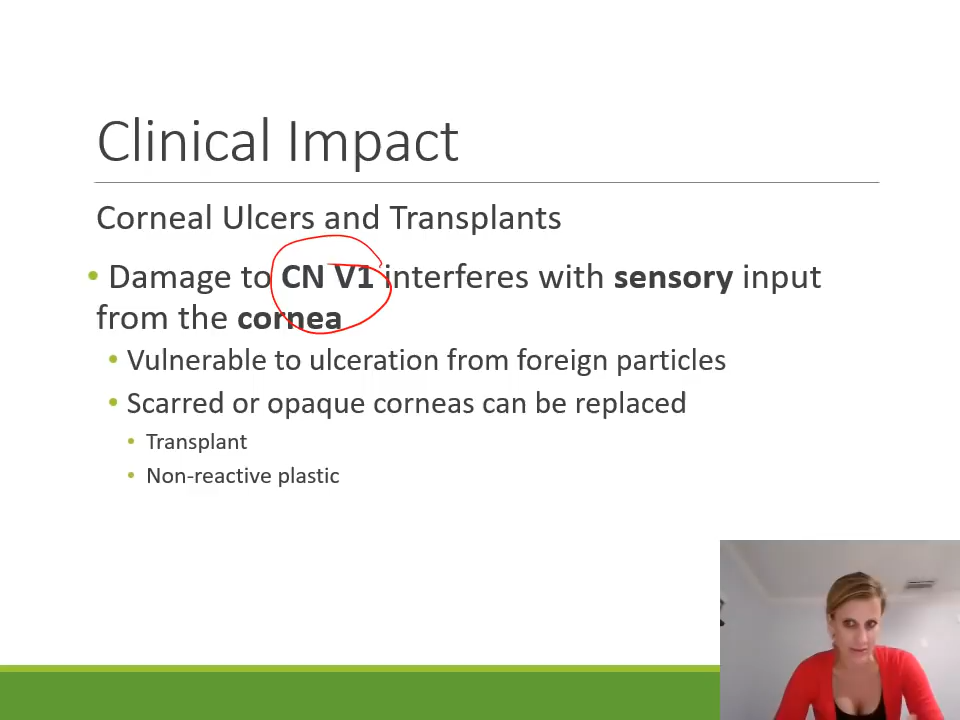 Clinical Impact
Corneal Ulcers and Transplants
• Damage to CN V1 interferes with sensory input
from the cornea
• Vulnerable to ulceration from foreign particles
• Scarred or opaque corneas can be replaced
• Transplant
• Non-reactive plastic